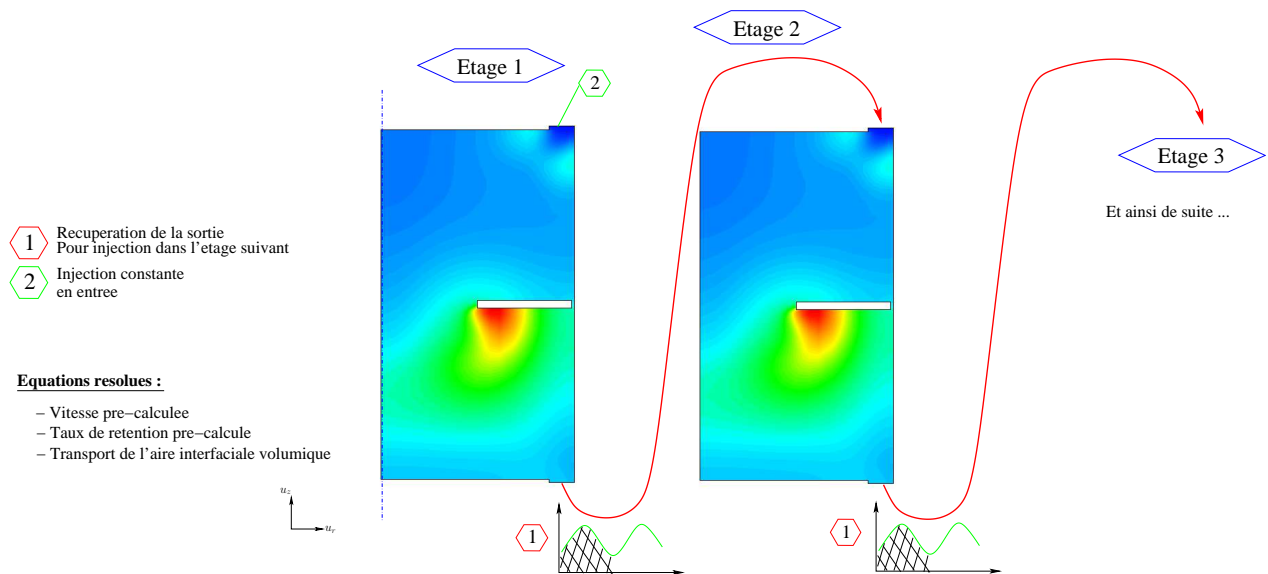 Etage 1
Etage 2
2
Etage 3
Et ainsi de suite ...
1
Recuperation de la sortie
Pour injection dans l'etage suivant
2
Injection constante
en entree
Equations resolues :
– Vitesse pre–calculee
– Taux de retention pre–calcule
– Transport de l'aire interfaciale volumique
u_z
u_r
1
1